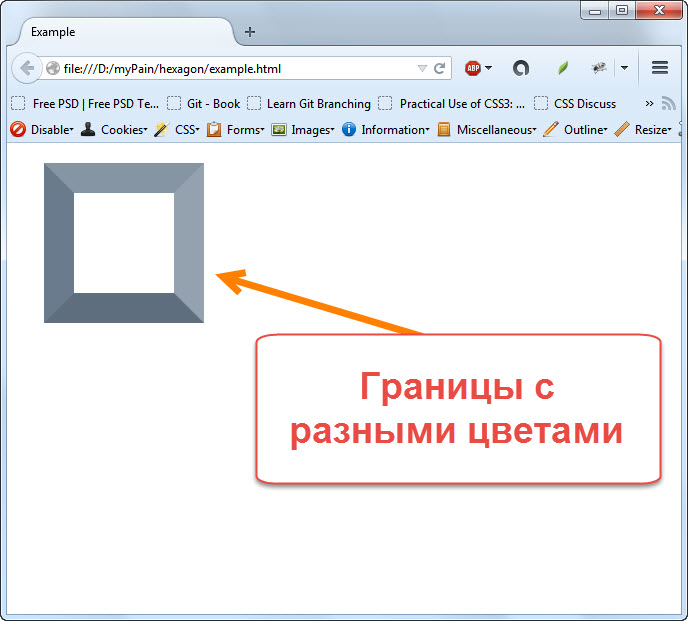 Example
file:///D:/myPain/hexagon/example.html
ABP
Free PSD | Free PSD Te... Git - Book Learn Git Branching Practical Use of CSS3: ... CSS Discuss »
Disable Cookies CSS Forms Images Information Miscellaneous Outline Resize
Границы с
разными цветами